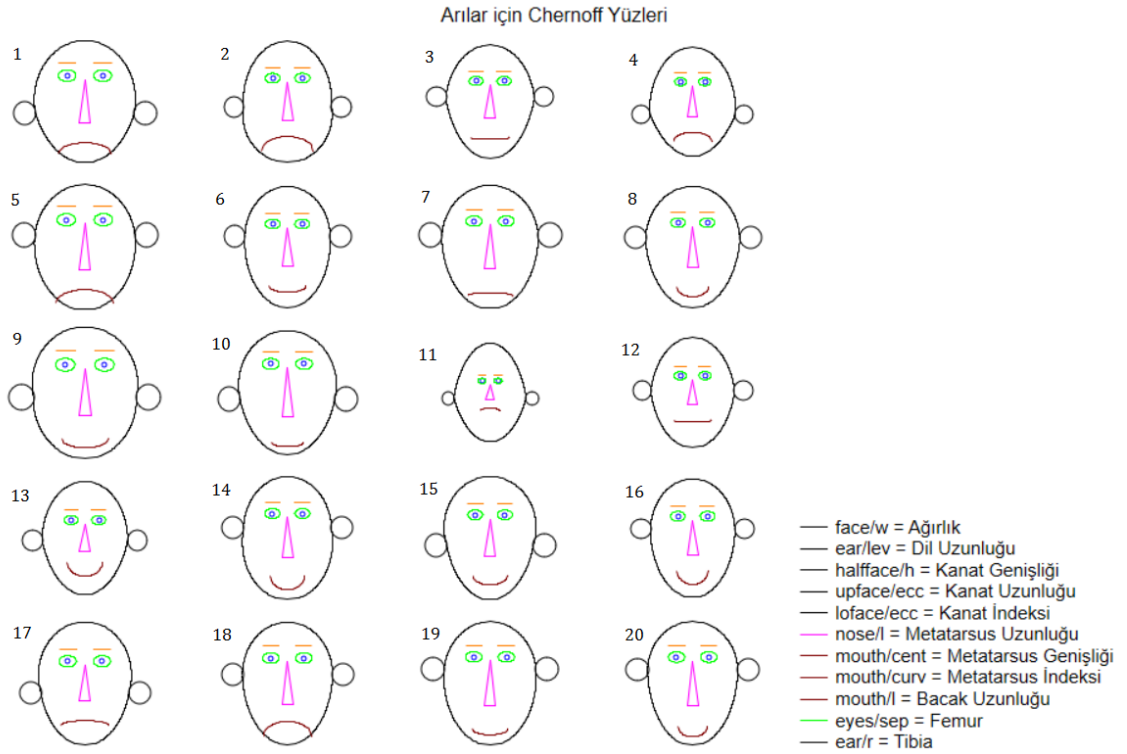 Arılar için Chernoff Yüzleri
1
2
3
4
5
6
7
8
9
10
11
12
13
14
15
16
17
18
19
20
face/w = Ağırlık
ear/lev = Dil Uzunluğu
halfface/h = Kanat Genişliği
upface/ecc = Kanat Uzunluğu
loface/ecc = Kanat İndeksi
nose/l = Metatarsus Uzunluğu
mouth/cent = Metatarsus Genişliği
mouth/curv = Metatarsus İndeksi
mouth/l = Bacak Uzunluğu
eyes/sep = Femur
ear/r = Tibia